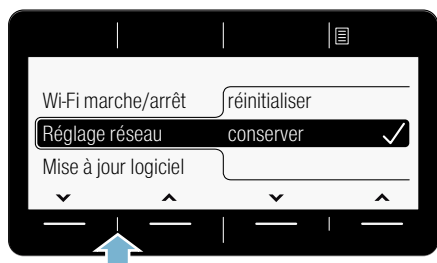 Wi-Fi marche/arrêt réinitialiser
Réglage réseau conserver
Mise à jour logiciel